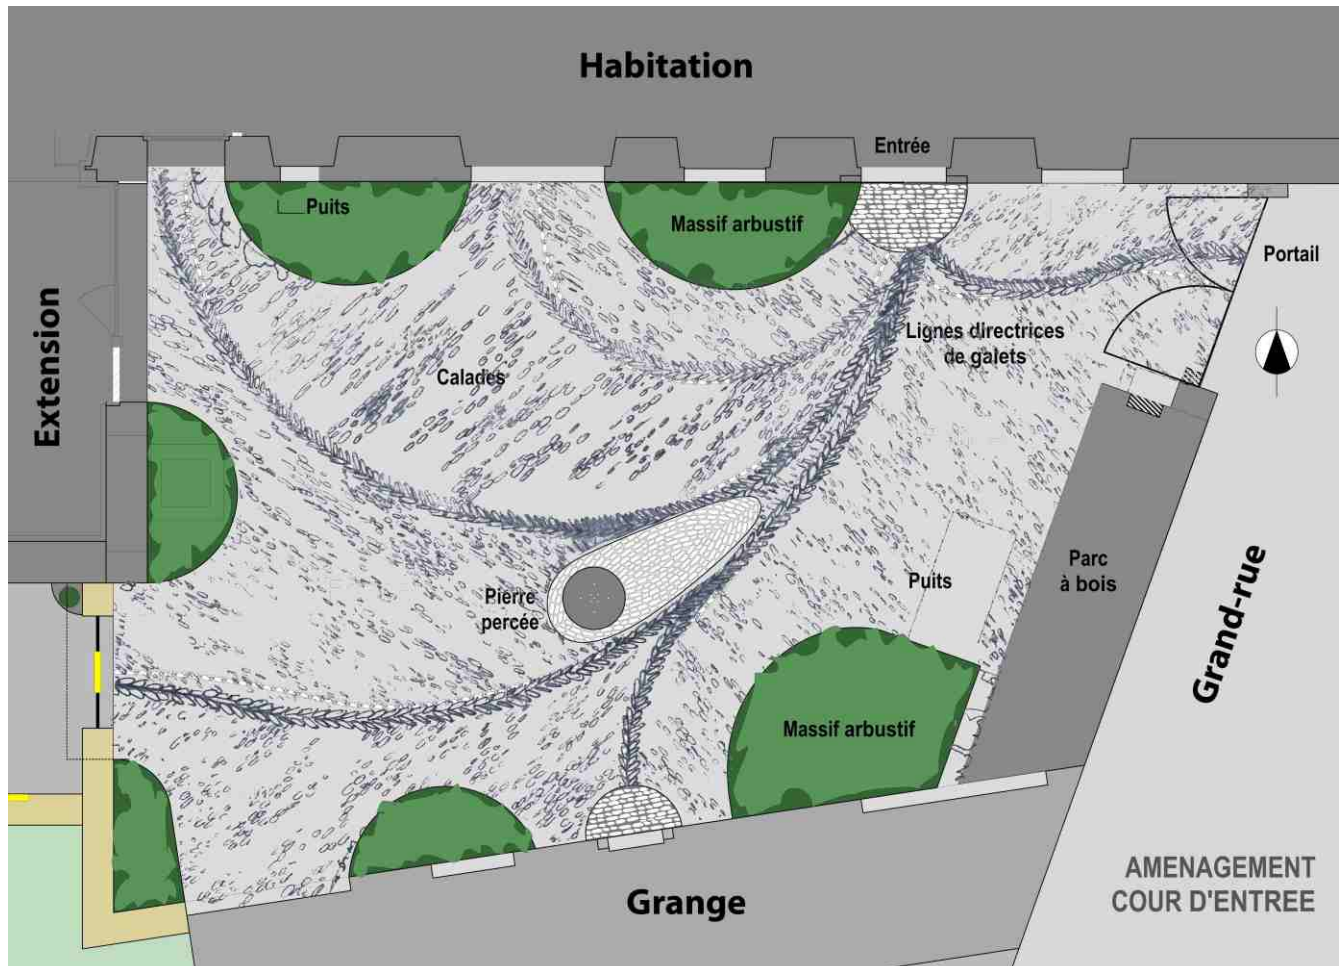 Habitation
Entrée
Puits
Massif arbustif
Portail
Extension
Lignes directrices
de galets
Calades
Pierre
percée
Puits
Parc
à bois
Grand-rue
Massif arbustif
AMENAGEMENT
COUR D'ENTREE
Grange